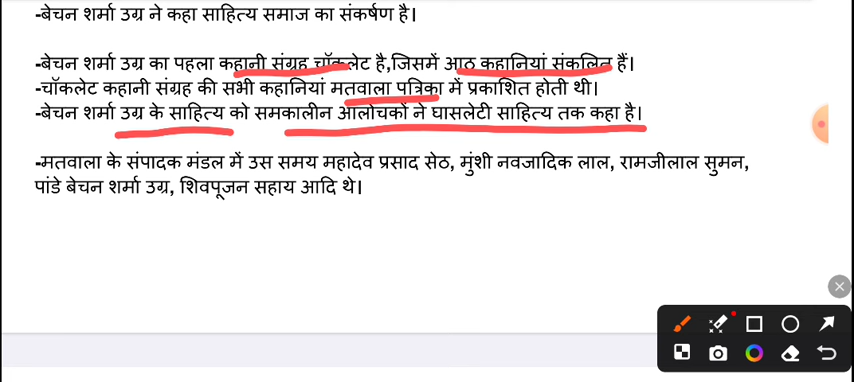 -बेचन शर्मा उग्र ने कहा साहित्य समाज का संकर्षण है।
-बेचन शर्मा उग्र का पहला कहानी संग्रह चॉकलेट है,जिसमें आठ कहानियां संकलित हैं।
-चॉकलेट कहानी संग्रह की सभी कहानियां मतवाला पत्रिका में प्रकाशित होती थी।
-बेचन शर्मा उग्र के साहित्य को समकालीन आलोचकों ने घासलेटी साहित्य तक कहा है।
-मतवाला के संपादक मंडल में उस समय महादेव प्रसाद सेठ, मुंशी नवजादिक लाल, रामजीलाल सुमन,
पांडे बेचन शर्मा उग्र, शिवपूजन सहाय आदि थे।